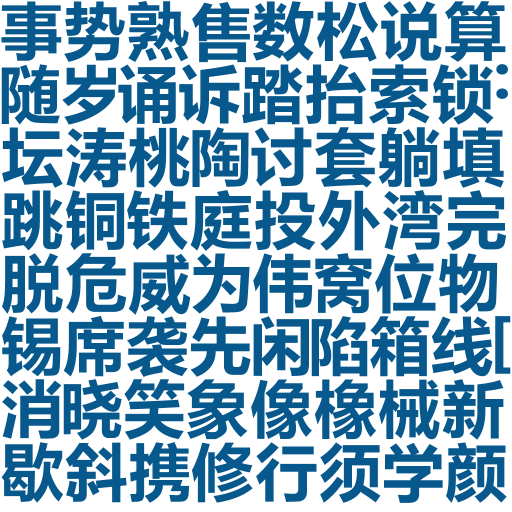 事势熟售数松说算
随岁诵诉踏抬索锁
坛涛桃陶讨套躺填
跳铜铁庭投外湾完
脱危威为伟窝位物
锡席袭先闲陷箱线[
消晓笑象像橡械新
歇斜携修行须学颜